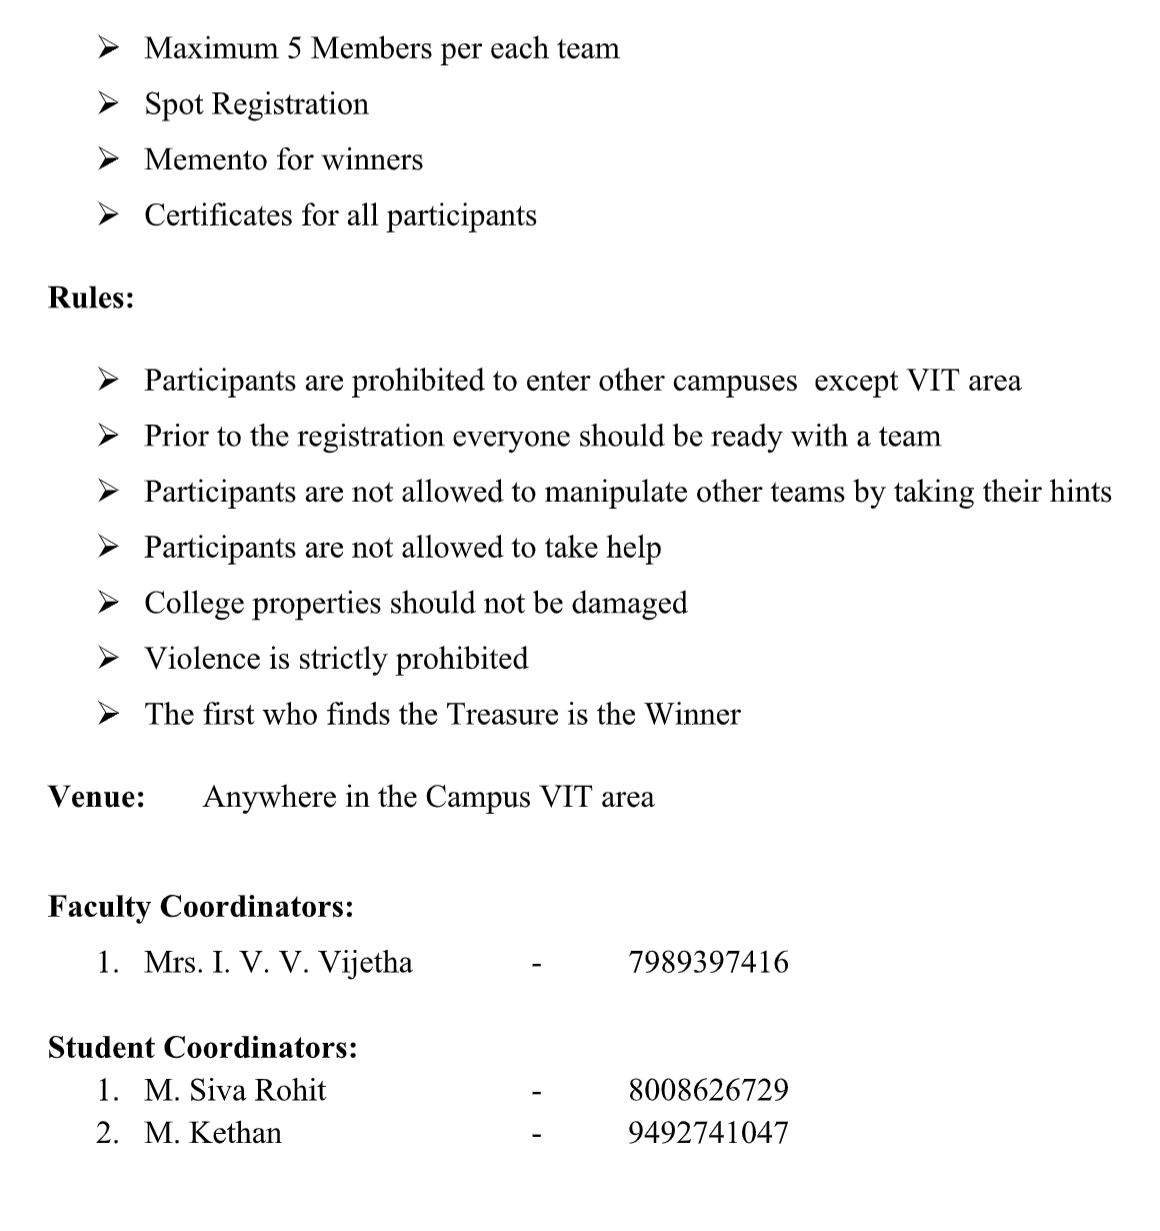 ➢ Maximum 5 Members per each team
➢ Spot Registration
➢ Memento for winners
➢ Certificates for all participants
Rules:
➢ Participants are prohibited to enter other campuses  except VIT area
➢ Prior to the registration everyone should be ready with a team
➢ Participants are not allowed to manipulate other teams by taking their hints
➢ Participants are not allowed to take help
➢ College properties should not be damaged
➢ Violence is strictly prohibited
➢ The first who finds the Treasure is the Winner
Venue: Anywhere in the Campus VIT area
Faculty Coordinators:
1. Mrs. I. V. V. Vijetha - 7989397416
Student Coordinators:
1. M. Siva Rohit - 8008626729
2. M. Kethan - 9492741047